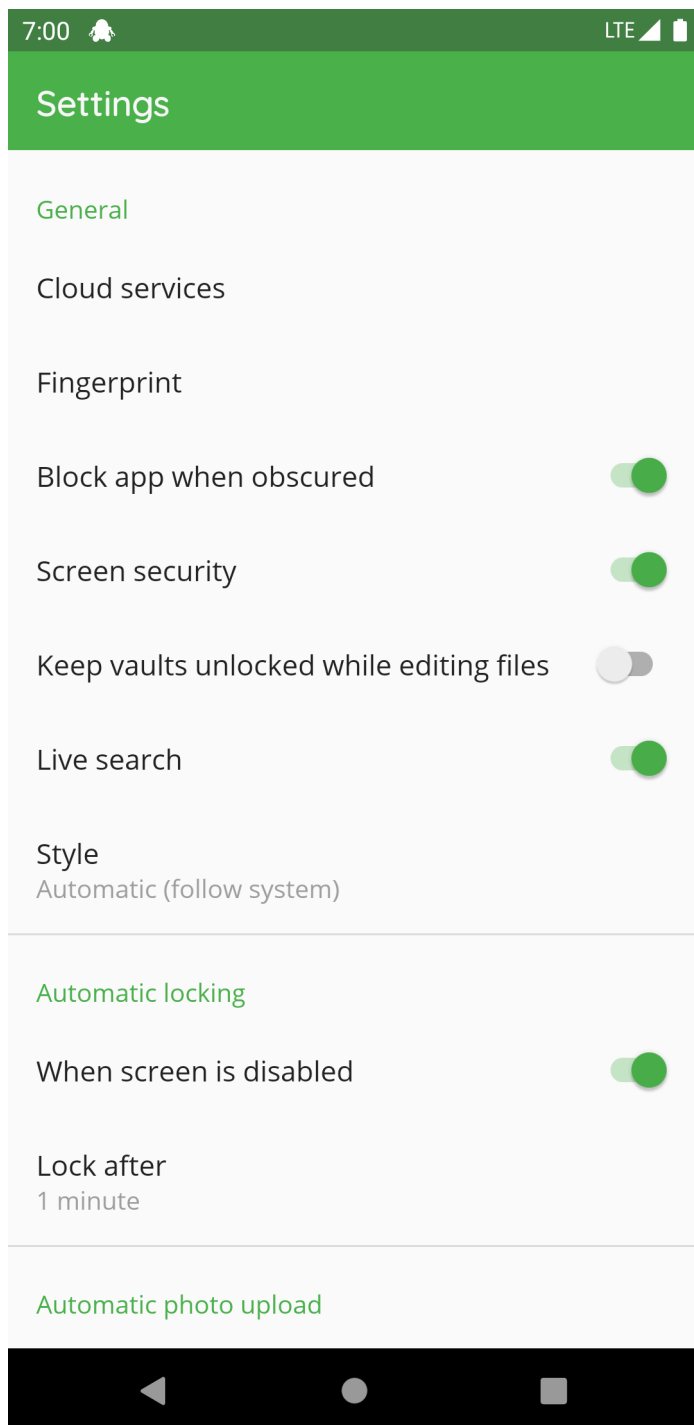 7:00 LTE
Settings
General
Cloud services
Fingerprint
Block app when obscured
Screen security
Keep vaults unlocked while editing files
Live search
Style
Automatic (follow system)
Automatic locking
When screen is disabled
Lock after
1 minute
Automatic photo upload